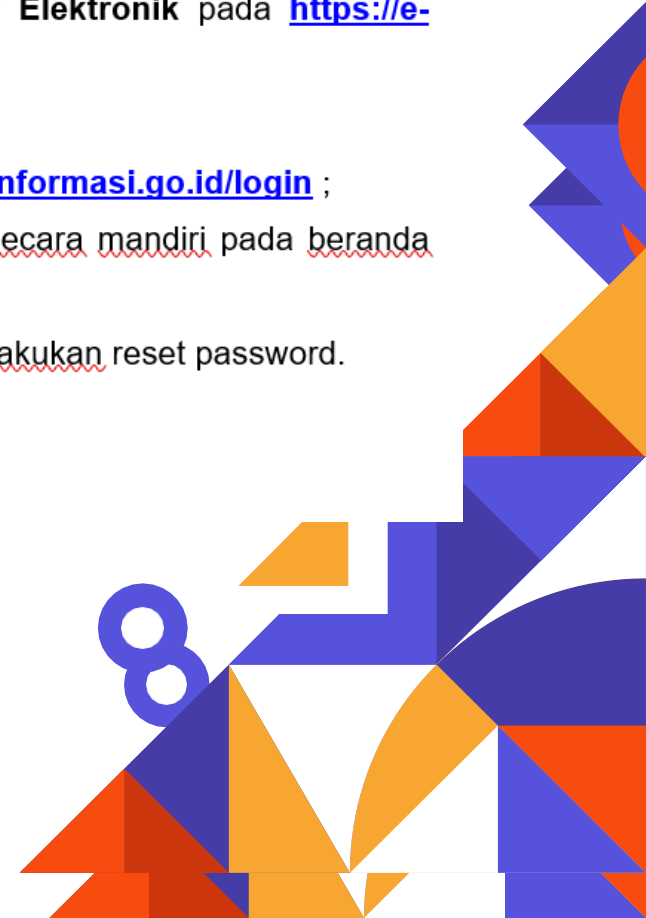 Elektronik pada https://e-
nformasi.go.id/login ;
ecara mandiri pada beranda
akukan reset password.